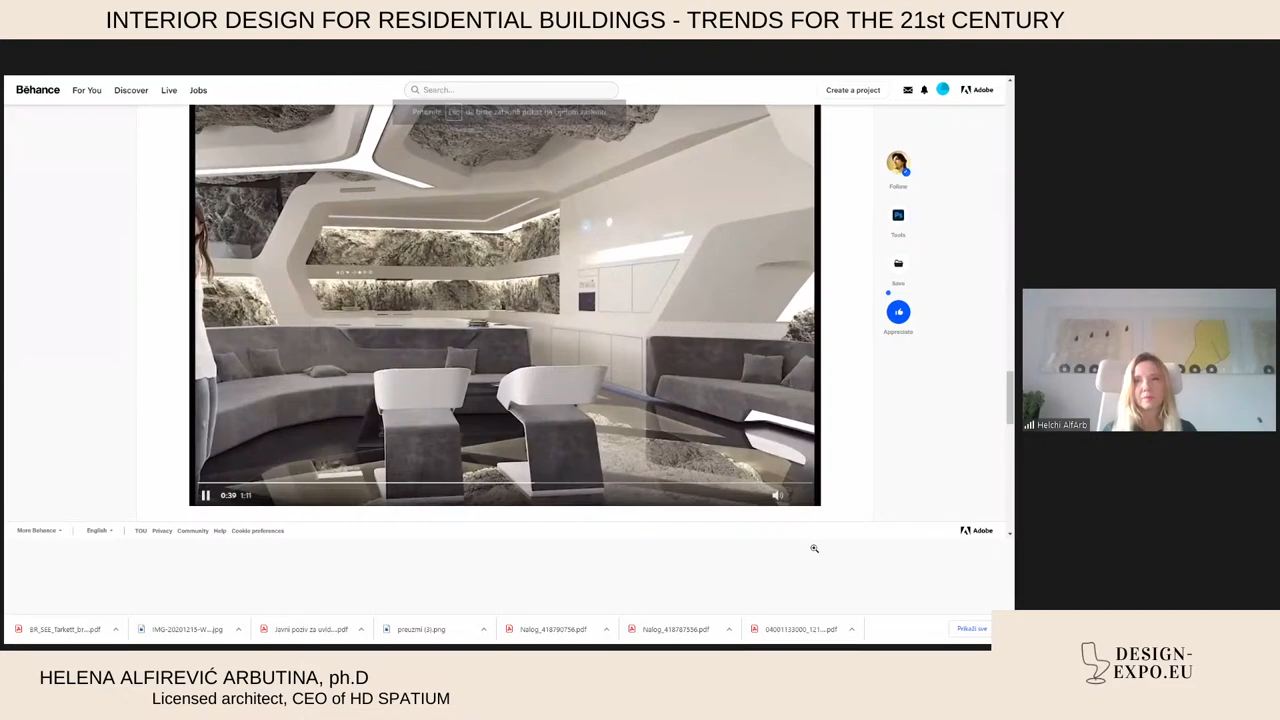 INTERIOR DESIGN FOR RESIDENTIAL BUILDINGS - TRENDS FOR THE 21st CENTURY
Bēhance For You Discover Live Jobs Search... Create a project Adobe
Follow
Ps
Tools
Save
Appreciate
0:39 1:11
Helchi AlfArb
More Behance English TOU Privacy Community Help Cookie preferences Adobe
BR_SEE_Tarkett_br....pdf IMG-20201215-W....jpg Javni poziv za uvid....pdf preuzmi (3).png Nalog_418790756.pdf Nalog_418787556.pdf 04001133000_121....pdf Prikaži sve
HELENA ALFIREVIĆ ARBUTINA, ph.D
Licensed architect, CEO of HD SPATIUM
DESIGN-
EXPO.EU